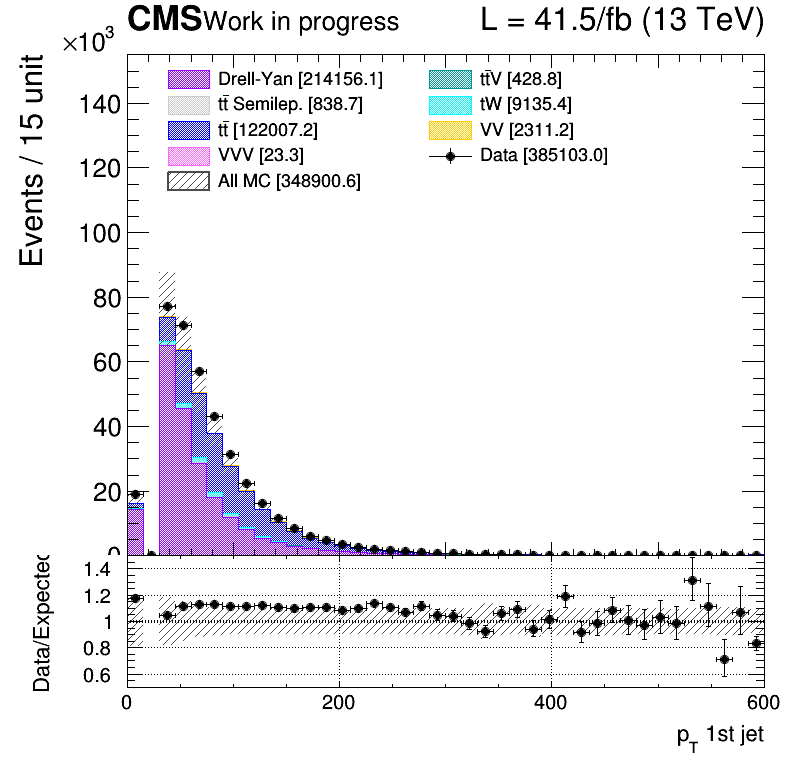 CMS Work in progress L = 41.5/fb (13 TeV)
×10³
Events / 15 unit
Drell-Yan [214156.1]
tt̄ Semilep. [838.7]
tt̄ [122007.2]
VVV [23.3]
All MC [348900.6]
tt̄V [428.8]
tW [9135.4]
VV [2311.2]
Data [385103.0]
140
120
100
80
60
40
20
0
Data/Expected
1.4
1.2
1
0.8
0.6
0 200 400 600
p_T 1st jet